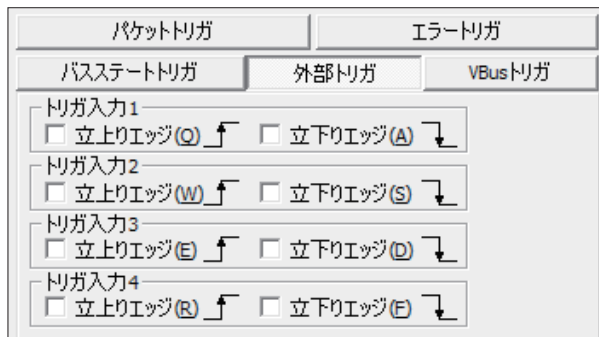 パケットトリガ エラートリガ
バスステートトリガ 外部トリガ VBusトリガ
トリガ入力1
立上りエッジ(Q) 立下りエッジ(A)
トリガ入力2
立上りエッジ(W) 立下りエッジ(S)
トリガ入力3
立上りエッジ(E) 立下りエッジ(D)
トリガ入力4
立上りエッジ(R) 立下りエッジ(F)